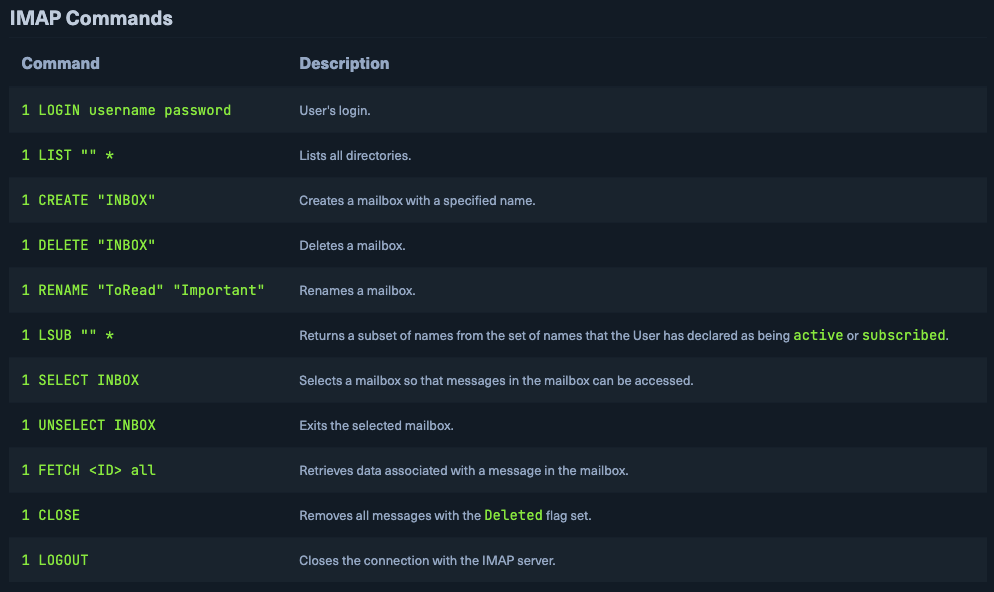 IMAP Commands
Command Description
1 LOGIN username password User's login.
1 LIST "" * Lists all directories.
1 CREATE "INBOX" Creates a mailbox with a specified name.
1 DELETE "INBOX" Deletes a mailbox.
1 RENAME "ToRead" "Important" Renames a mailbox.
1 LSUB "" * Returns a subset of names from the set of names that the User has declared as being active or subscribed.
1 SELECT INBOX Selects a mailbox so that messages in the mailbox can be accessed.
1 UNSELECT INBOX Exits the selected mailbox.
1 FETCH <ID> all Retrieves data associated with a message in the mailbox.
1 CLOSE Removes all messages with the Deleted flag set.
1 LOGOUT Closes the connection with the IMAP server.